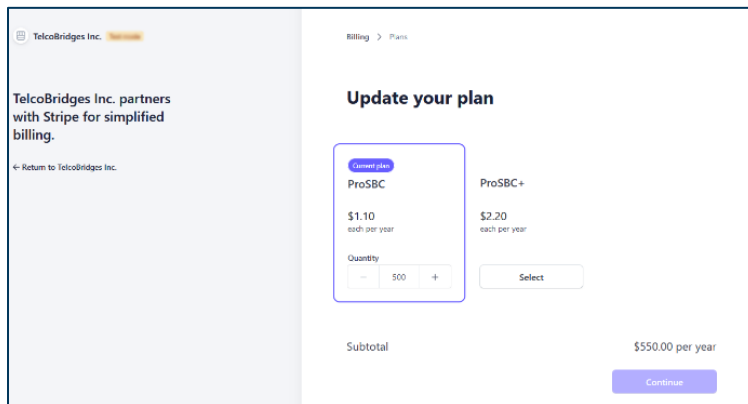 TelcoBridges Inc. Test mode
TelcoBridges Inc. partners
with Stripe for simplified
billing.
← Return to TelcoBridges Inc.
Billing > Plans
Update your plan
Current plan
ProSBC
$1.10
each per year
Quantity
− 500 +
ProSBC+
$2.20
each per year
Select
Subtotal $550.00 per year
Continue